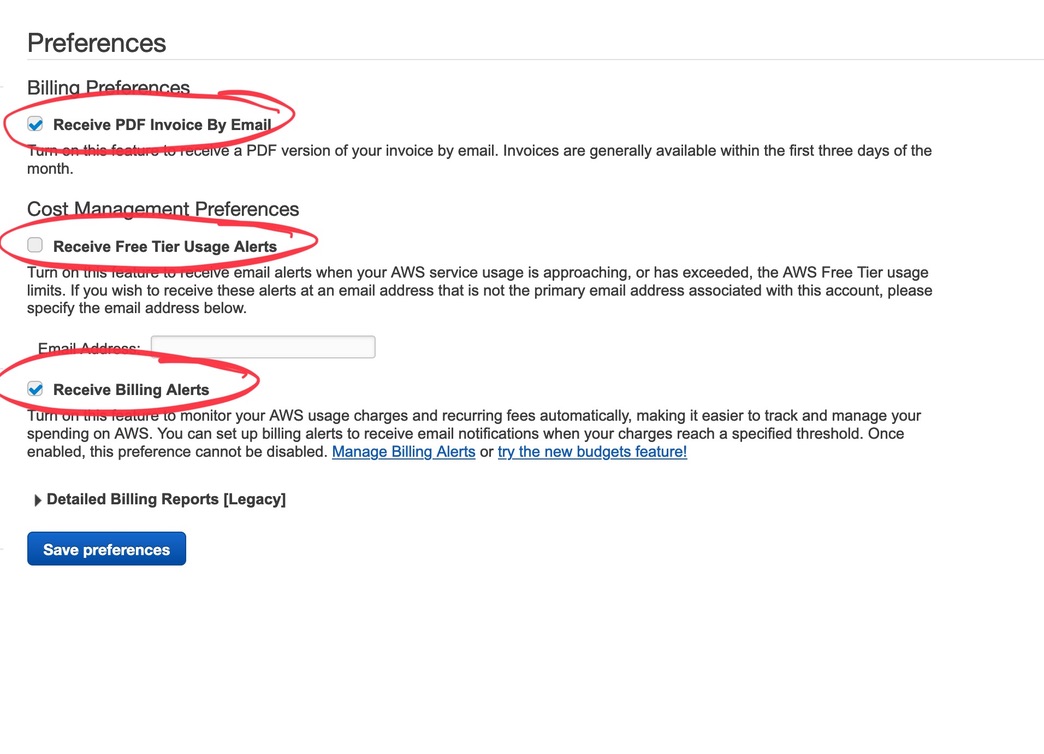 Preferences
Billing Preferences
Receive PDF Invoice By Email
Turn on this feature to receive a PDF version of your invoice by email. Invoices are generally available within the first three days of the
month.
Cost Management Preferences
Receive Free Tier Usage Alerts
Turn on this feature to receive email alerts when your AWS service usage is approaching, or has exceeded, the AWS Free Tier usage
limits. If you wish to receive these alerts at an email address that is not the primary email address associated with this account, please
specify the email address below.
Email Address:
Receive Billing Alerts
Turn on this feature to monitor your AWS usage charges and recurring fees automatically, making it easier to track and manage your
spending on AWS. You can set up billing alerts to receive email notifications when your charges reach a specified threshold. Once
enabled, this preference cannot be disabled. Manage Billing Alerts or try the new budgets feature!
Detailed Billing Reports [Legacy]
Save preferences